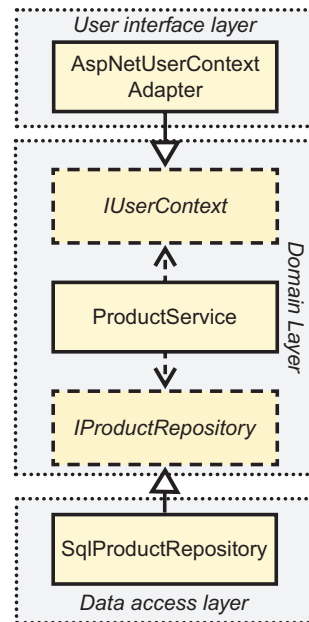 User interface layer
AspNetUserContext
Adapter
IUserContext
Domain Layer
ProductService
IProductRepository
SqlProductRepository
Data access layer